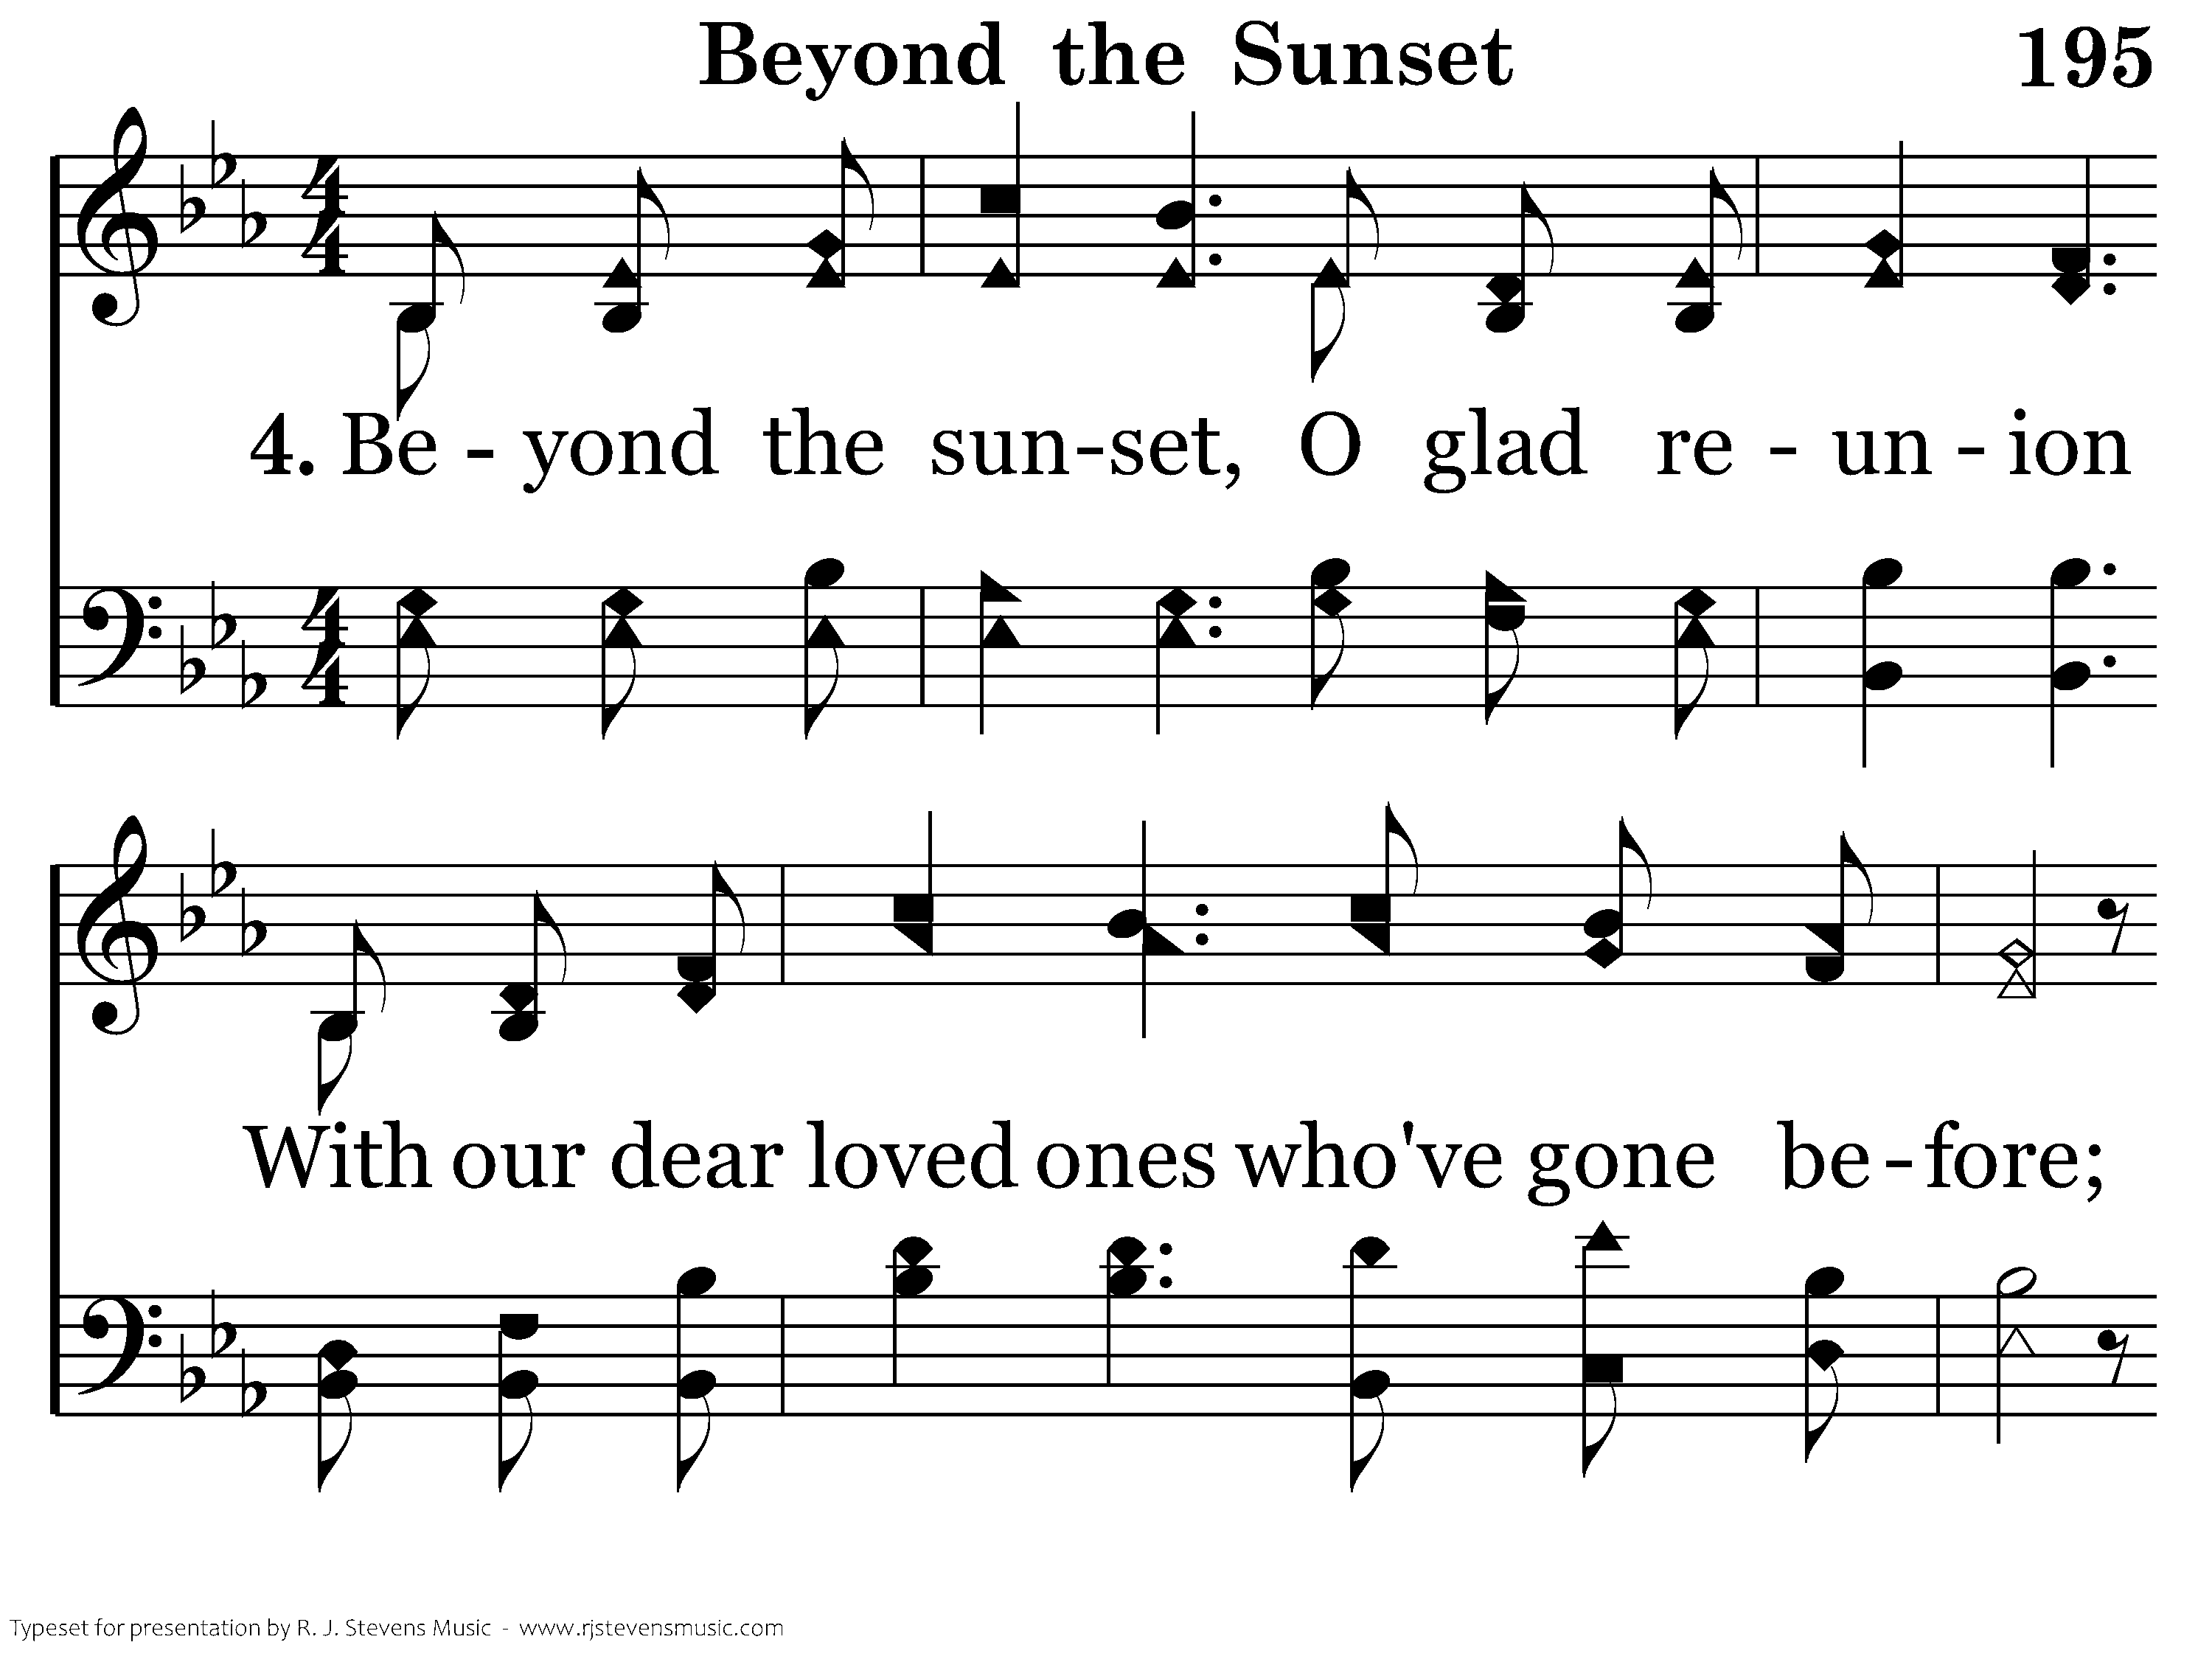 Beyond the Sunset 195
4. Be - yond the sun-set, O glad re - un - ion
With our dear loved ones who've gone be-fore;
Typeset for presentation by R. J. Stevens Music - www.rjstevensmusic.com